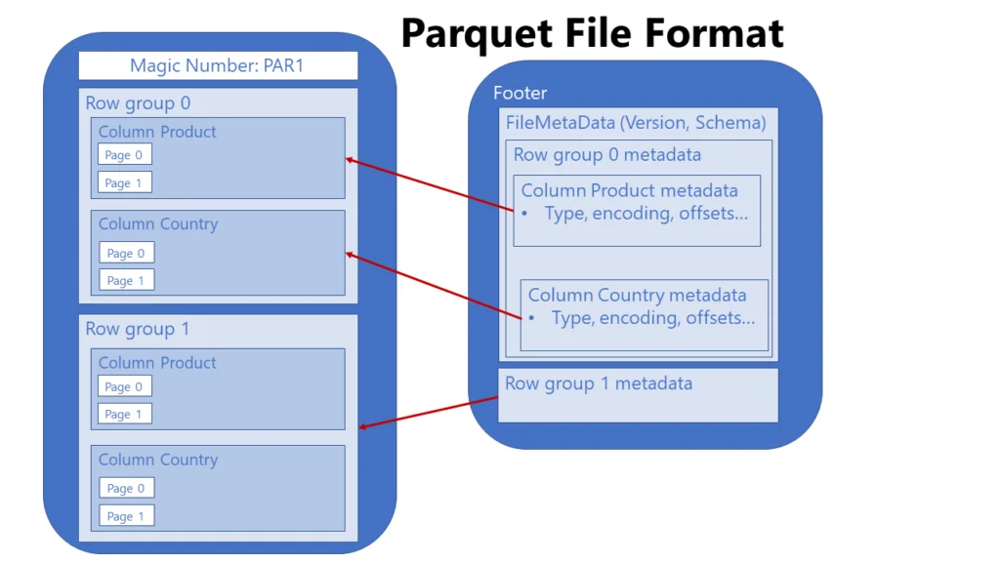 Parquet File Format
Magic Number: PAR1
Row group 0
Column Product
Page 0
Page 1
Column Country
Page 0
Page 1
Row group 1
Column Product
Page 0
Page 1
Column Country
Page 0
Page 1
Footer
FileMetaData (Version, Schema)
Row group 0 metadata
Column Product metadata
• Type, encoding, offsets...
Column Country metadata
• Type, encoding, offsets...
Row group 1 metadata